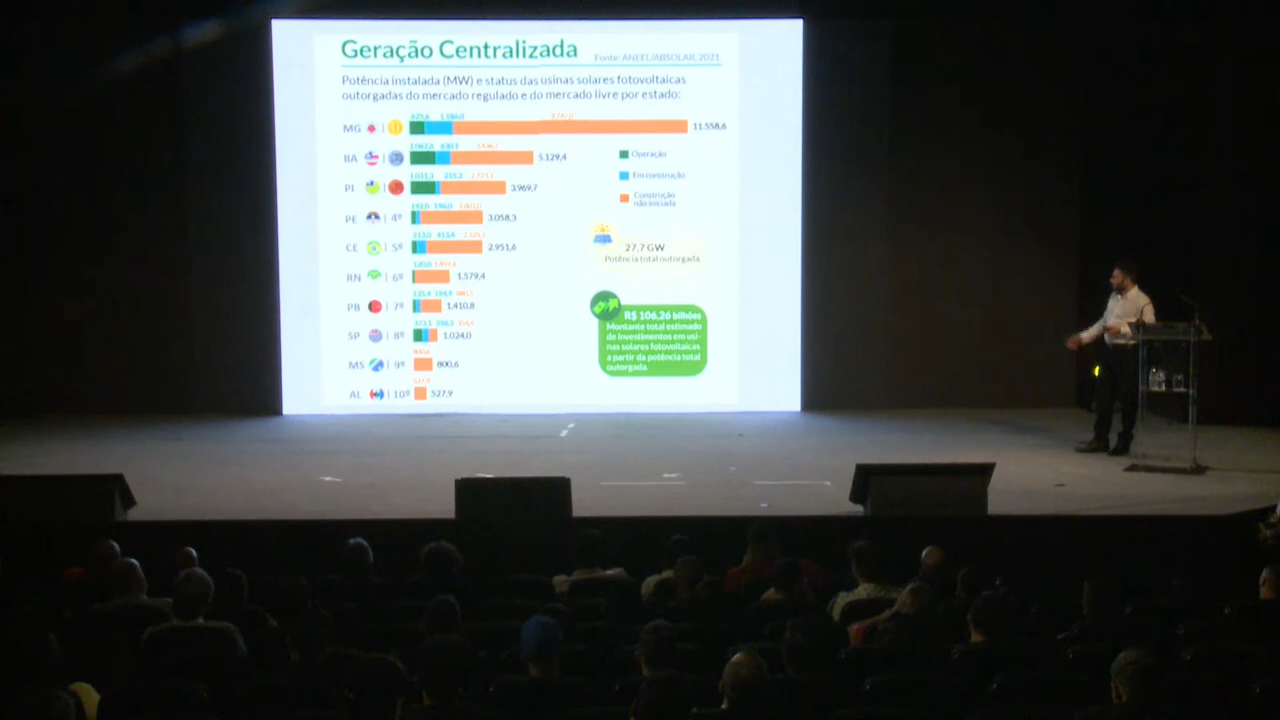 Geração Centralizada
Fonte: ANEEL/ABSOLAR, 2021
Potência instalada (MW) e status das usinas solares fotovoltaicas
outorgadas do mercado regulado e do mercado livre por estado:
MG
11.558,6
BA
5.129,4
PI
3.969,7
PE | 4º
3.058,3
CE | 5º
2.951,6
RN | 6º
1.579,4
PB | 7º
1.410,8
SP | 8º
1.024,0
MS | 9º
800,6
AL | 10º
527,9
Operação
Em construção
Construção
não iniciada
27,7 GW
Potência total outorgada.
R$ 106,26 bilhões
Montante total estimado
de investimentos em usi-
nas solares fotovoltaicas
a partir da potência total
outorgada.